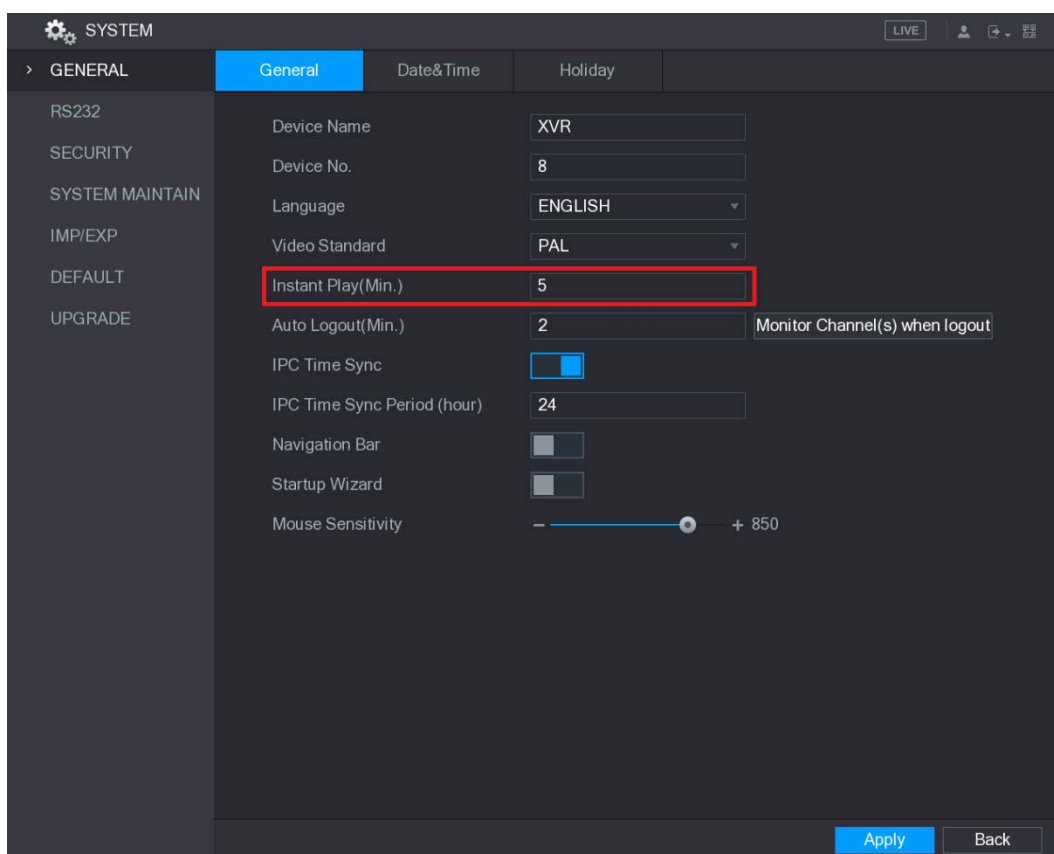 SYSTEM
LIVE
GENERAL
General Date&Time Holiday
RS232
SECURITY
SYSTEM MAINTAIN
IMP/EXP
DEFAULT
UPGRADE
Device Name XVR
Device No. 8
Language ENGLISH
Video Standard PAL
Instant Play(Min.) 5
Auto Logout(Min.) 2 Monitor Channel(s) when logout
IPC Time Sync
IPC Time Sync Period (hour) 24
Navigation Bar
Startup Wizard
Mouse Sensitivity 850
Apply Back